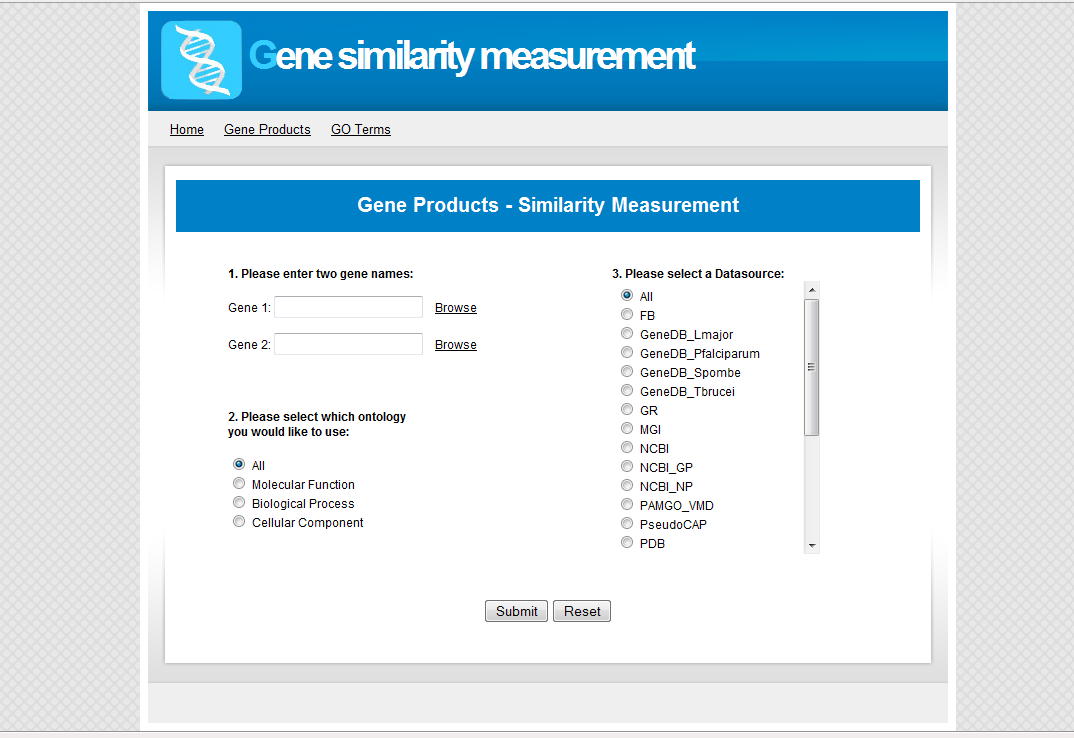 Gene similarity measurement
Home Gene Products GO Terms
Gene Products - Similarity Measurement
1. Please enter two gene names:
Gene 1: Browse
Gene 2: Browse
2. Please select which ontology
you would like to use:
All
Molecular Function
Biological Process
Cellular Component
3. Please select a Datasource:
All
FB
GeneDB_Lmajor
GeneDB_Pfalciparum
GeneDB_Spombe
GeneDB_Tbrucei
GR
MGI
NCBI
NCBI_GP
NCBI_NP
PAMGO_VMD
PseudoCAP
PDB
Submit Reset